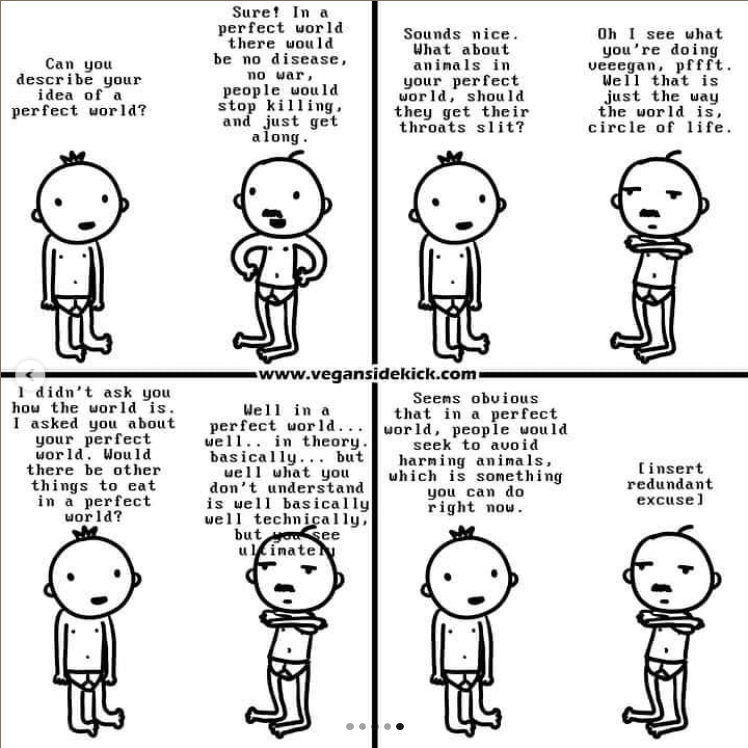 Can you
describe your
idea of a
perfect world?
Sure! In a
perfect world
there would
be no disease,
no war,
people would
stop killing,
and just get
along.
Sounds nice.
What about
animals in
your perfect
world, should
they get their
throats slit?
Oh I see what
you're doing
veeegan, pffft.
Well that is
just the way
the world is,
circle of life.
www.vegansidekick.com
I didn't ask you
how the world is.
I asked you about
your perfect
world. Would
there be other
things to eat
in a perfect
world?
Well in a
perfect world...
well.. in theory.
basically... but
well what you
don't understand
is well basically
well technically,
but you see
ultimately
Seems obvious
that in a perfect
world, people would
seek to avoid
harming animals,
which is something
you can do
right now.
[insert
redundant
excuse]